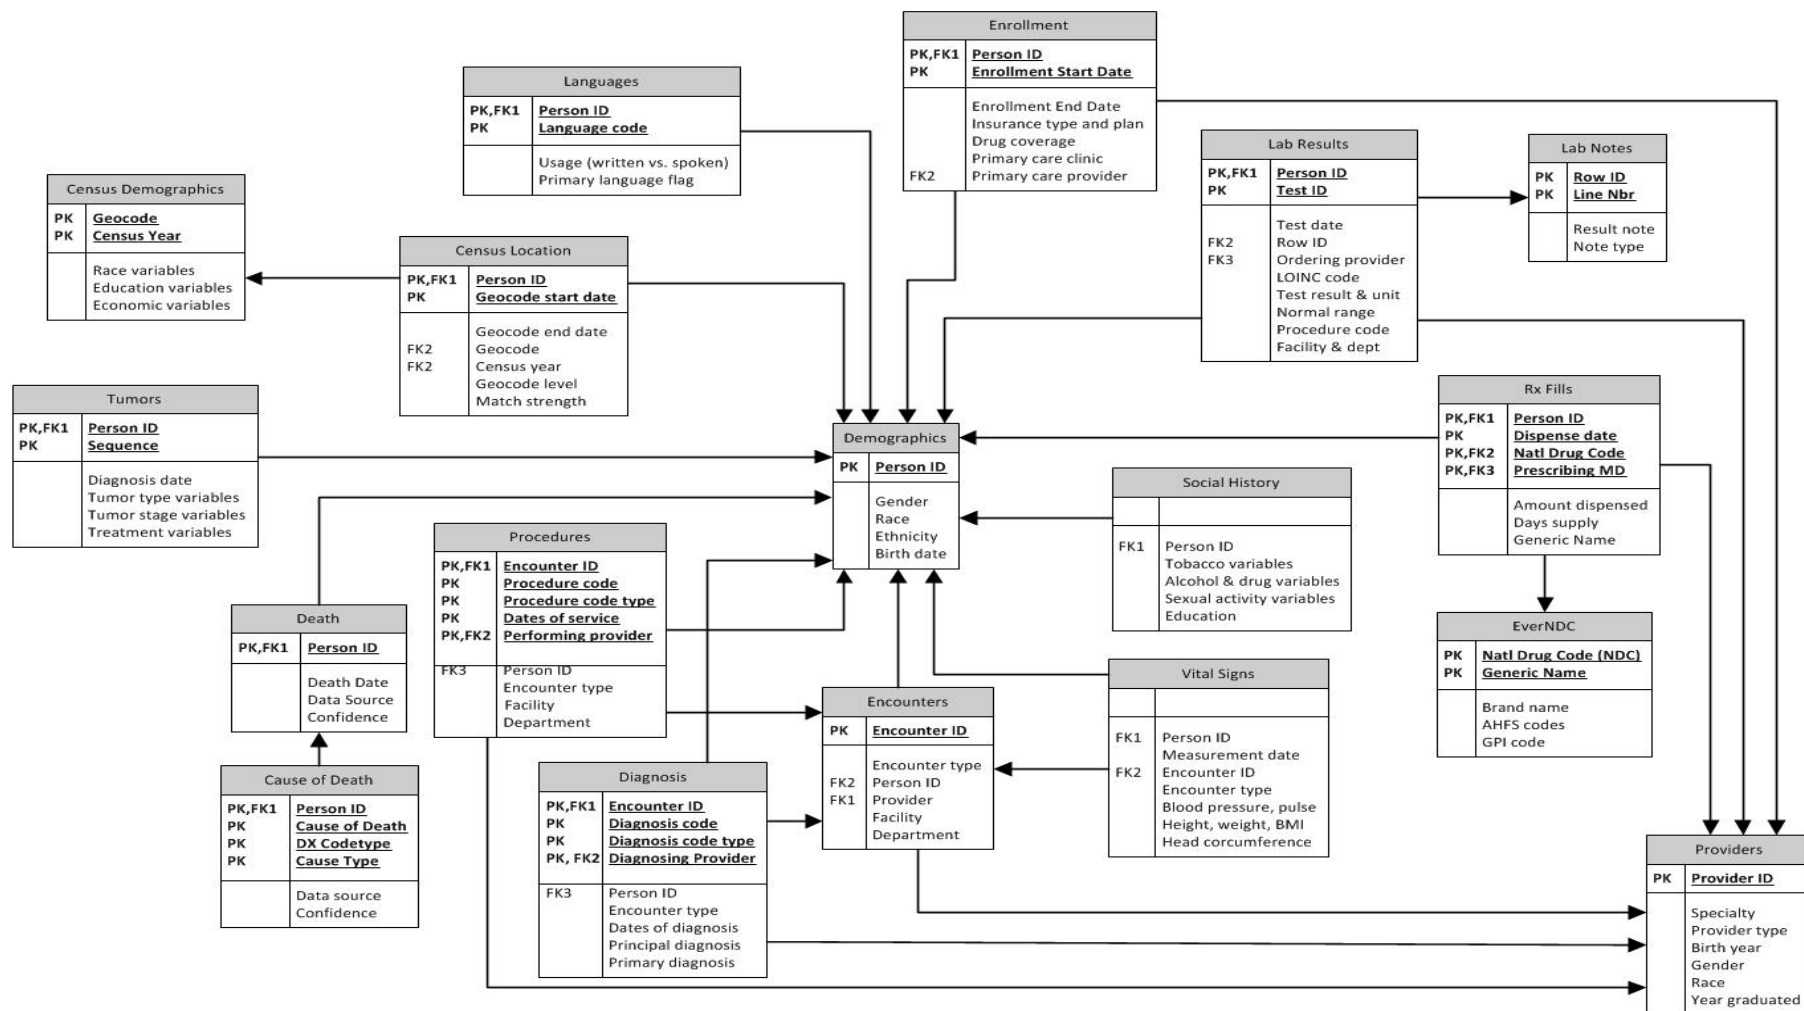 Enrollment
PK,FK1 Person ID
PK Enrollment Start Date
Enrollment End Date
Insurance type and plan
Drug coverage
Primary care clinic
FK2 Primary care provider
Languages
PK,FK1 Person ID
PK Language code
Usage (written vs. spoken)
Primary language flag
Lab Results
PK,FK1 Person ID
PK Test ID
Test date
FK2 Row ID
FK3 Ordering provider
LOINC code
Test result & unit
Normal range
Procedure code
Facility & dept
Lab Notes
PK Row ID
PK Line Nbr
Result note
Note type
Census Demographics
PK Geocode
PK Census Year
Race variables
Education variables
Economic variables
Census Location
PK,FK1 Person ID
PK Geocode start date
Geocode end date
FK2 Geocode
FK2 Census year
Geocode level
Match strength
Tumors
PK,FK1 Person ID
PK Sequence
Diagnosis date
Tumor type variables
Tumor stage variables
Treatment variables
Demographics
PK Person ID
Gender
Race
Ethnicity
Birth date
Rx Fills
PK,FK1 Person ID
PK Dispense date
PK,FK2 Natl Drug Code
PK,FK3 Prescribing MD
Amount dispensed
Days supply
Generic Name
Social History
FK1 Person ID
Tobacco variables
Alcohol & drug variables
Sexual activity variables
Education
Procedures
PK,FK1 Encounter ID
PK Procedure code
PK Procedure code type
PK Dates of service
PK,FK2 Performing provider
FK3 Person ID
Encounter type
Facility
Department
Death
PK,FK1 Person ID
Death Date
Data Source
Confidence
EverNDC
PK Natl Drug Code (NDC)
PK Generic Name
Brand name
AHFS codes
GPI code
Vital Signs
FK1 Person ID
Measurement date
FK2 Encounter ID
Encounter type
Blood pressure, pulse
Height, weight, BMI
Head corcumference
Encounters
PK Encounter ID
Encounter type
FK2 Person ID
FK1 Provider
Facility
Department
Cause of Death
PK,FK1 Person ID
PK Cause of Death
PK DX Codetype
PK Cause Type
Data source
Confidence
Diagnosis
PK,FK1 Encounter ID
PK Diagnosis code
PK Diagnosis code type
PK, FK2 Diagnosing Provider
FK3 Person ID
Encounter type
Dates of diagnosis
Principal diagnosis
Primary diagnosis
Providers
PK Provider ID
Specialty
Provider type
Birth year
Gender
Race
Year graduated